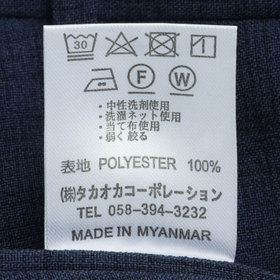 30
F W
・中性洗剤使用
・洗濯ネット使用
・当て布使用
・弱く絞る
表地 POLYESTER 100%
㈱タカオカコーポレーション
TEL 058-394-3232
MADE IN MYANMAR